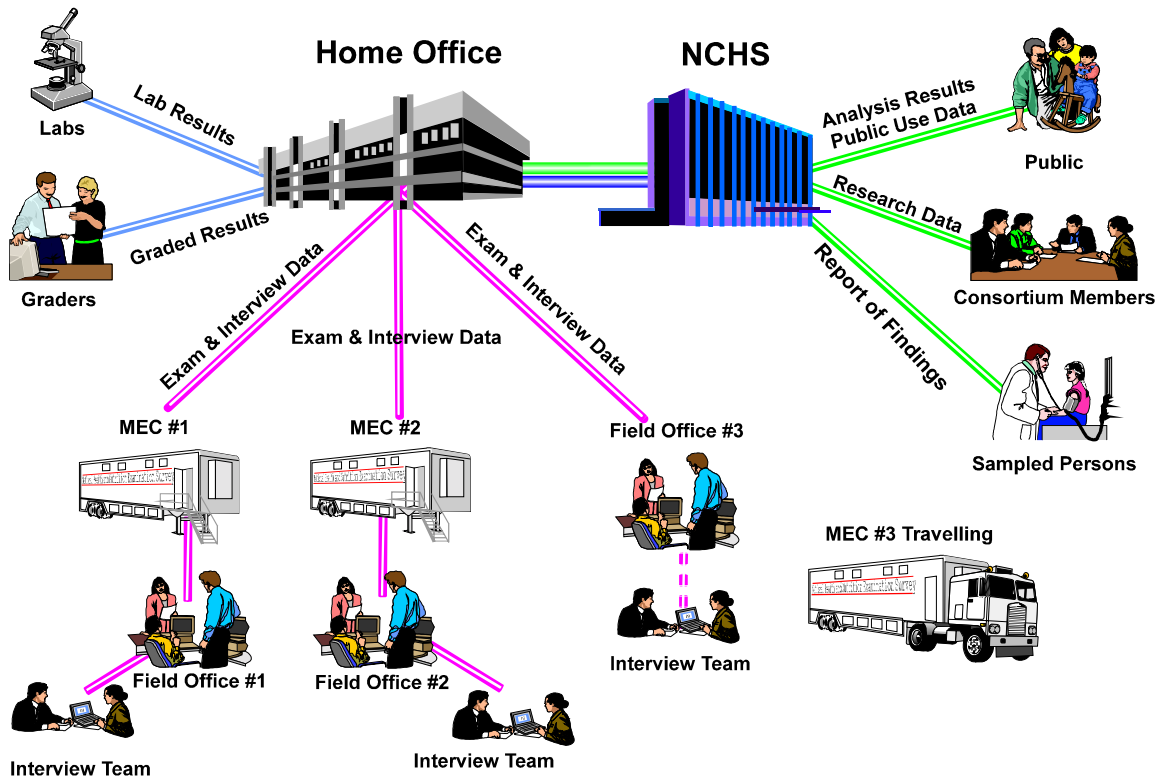 Home Office
NCHS
Labs
Lab Results
Graders
Graded Results
Analysis Results
Public Use Data
Public
Research Data
Consortium Members
Report of Findings
Sampled Persons
Exam & Interview Data
Exam & Interview Data
Exam & Interview Data
MEC #1
MEC #2
Field Office #3
MEC #3 Travelling
Interview Team
Field Office #1
Field Office #2
Interview Team
Interview Team